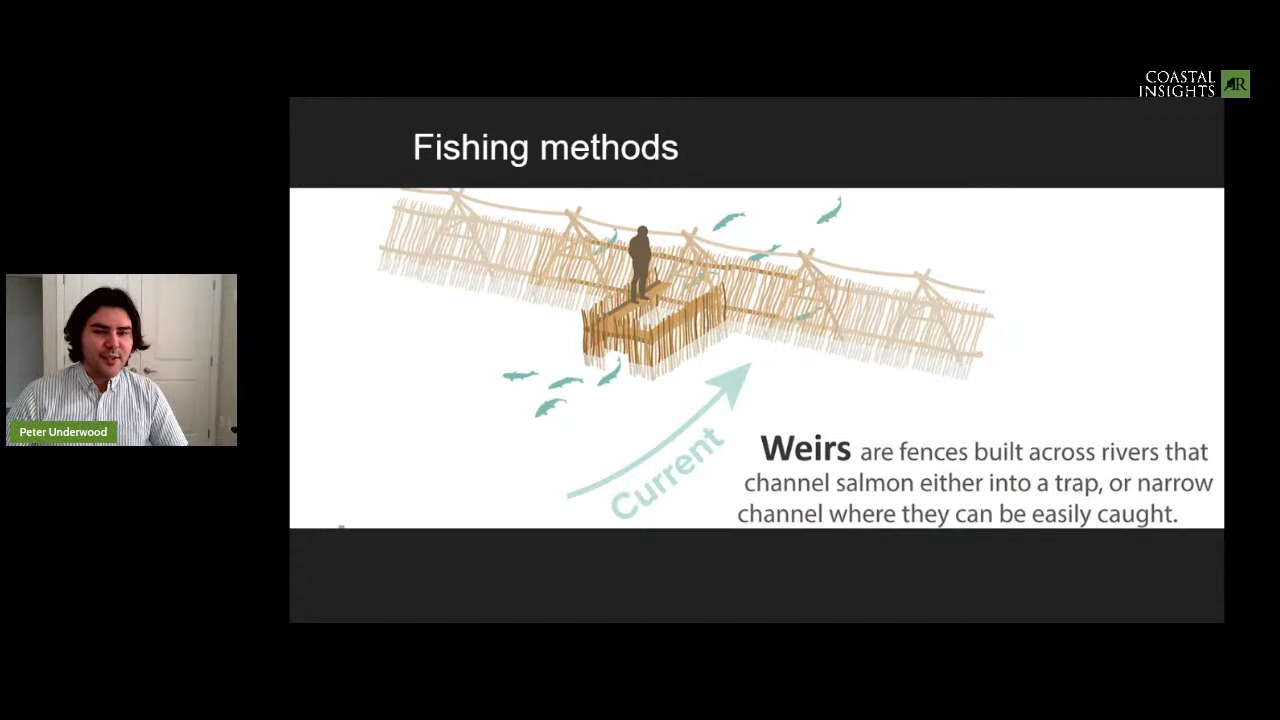 COASTAL
INSIGHTS
Fishing methods
Peter Underwood
Current
Weirs are fences built across rivers that
channel salmon either into a trap, or narrow
channel where they can be easily caught.